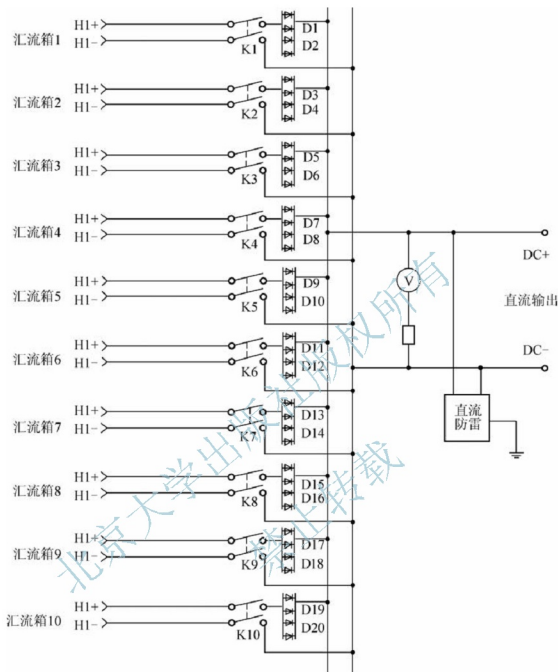 H1+
汇流箱1
H1-
K1
D1
D2
H1+
汇流箱2
H1-
K2
D3
D4
H1+
汇流箱3
H1-
K3
D5
D6
H1+
汇流箱4
H1-
K4
D7
D8
H1+
汇流箱5
H1-
K5
D9
D10
H1+
汇流箱6
H1-
K6
D11
D12
H1+
汇流箱7
H1-
K7
D13
D14
H1+
汇流箱8
H1-
K8
D15
D16
H1+
汇流箱9
H1-
K9
D17
D18
H1+
汇流箱10
H1-
K10
D19
D20
DC+
V
直流输出
DC-
直流
防雷
北京大学出版社版权所有
禁止转载